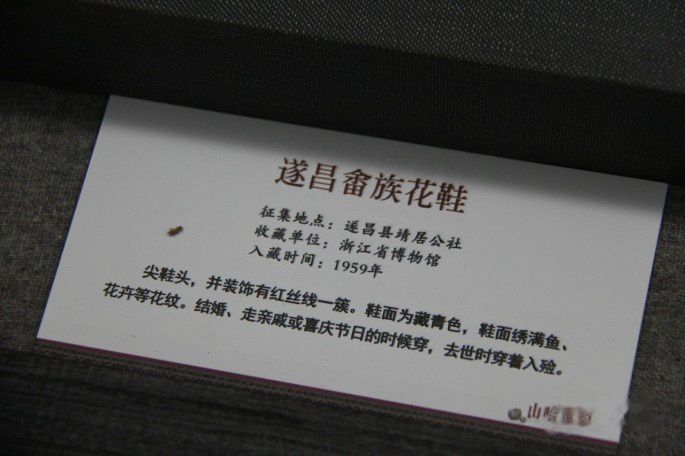 遂昌畲族花鞋
征集地点：遂昌县靖居公社
收藏单位：浙江省博物馆
入藏时间：1959年
尖鞋头，并装饰有红丝线一簇。鞋面为藏青色，鞋面绣满鱼、
花卉等花纹。结婚、走亲戚或喜庆节日的时候穿，去世时穿着入殓。
山